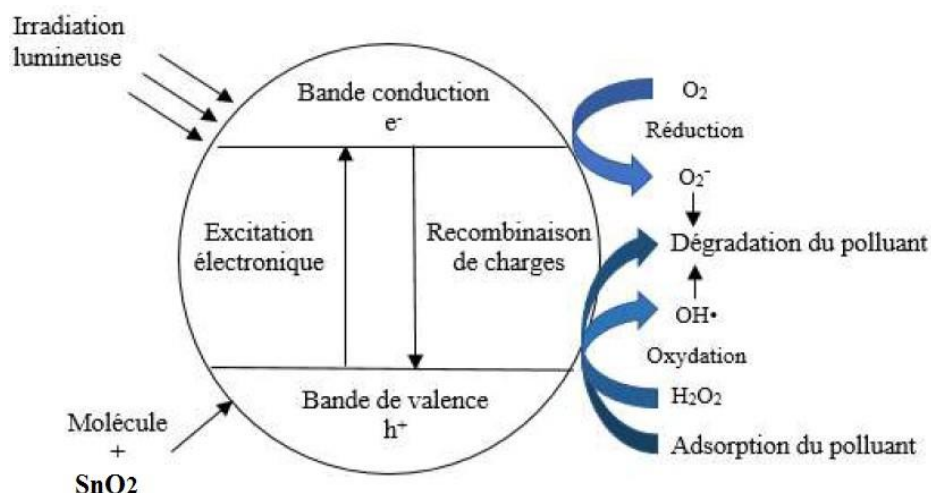 Irradiation
lumineuse
Bande conduction
e-
O2
Réduction
O2-
Excitation
électronique
Recombinaison
de charges
Dégradation du polluant
OH•
Oxydation
Bande de valence
h+
H2O2
Molécule
+
SnO2
Adsorption du polluant